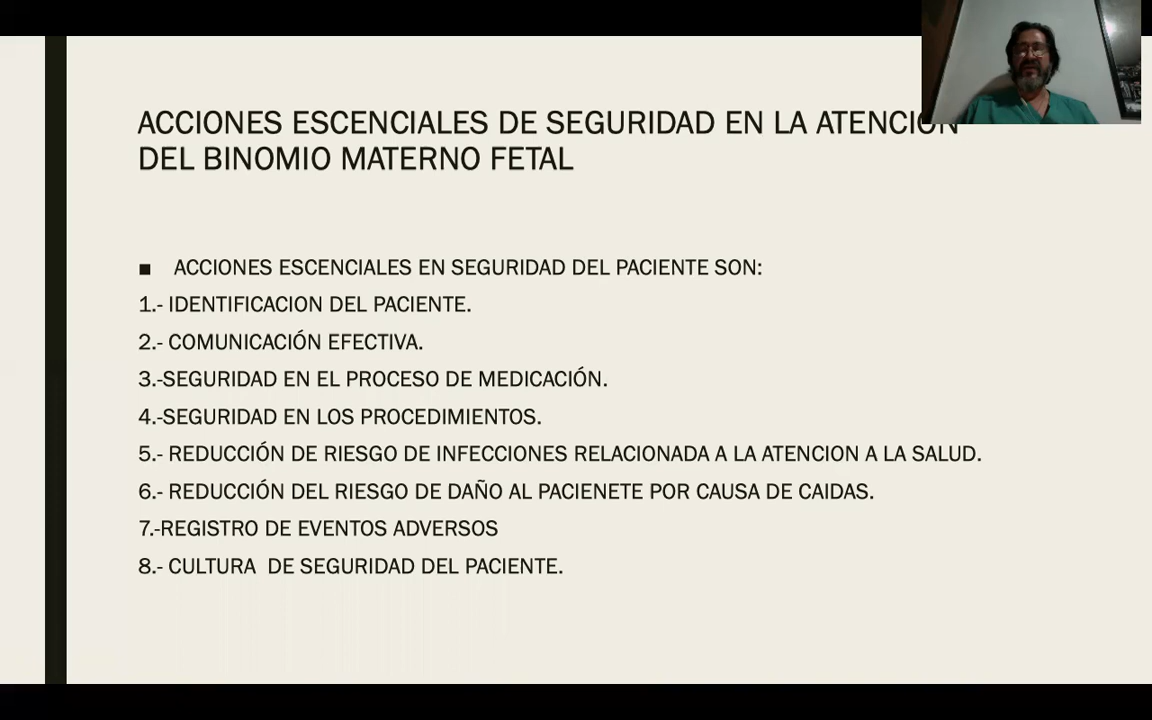 ACCIONES ESCENCIALES DE SEGURIDAD EN LA ATENCION
DEL BINOMIO MATERNO FETAL
■ ACCIONES ESCENCIALES EN SEGURIDAD DEL PACIENTE SON:
1.- IDENTIFICACION DEL PACIENTE.
2.- COMUNICACIÓN EFECTIVA.
3.-SEGURIDAD EN EL PROCESO DE MEDICACIÓN.
4.-SEGURIDAD EN LOS PROCEDIMIENTOS.
5.- REDUCCIÓN DE RIESGO DE INFECCIONES RELACIONADA A LA ATENCION A LA SALUD.
6.- REDUCCIÓN DEL RIESGO DE DAÑO AL PACIENETE POR CAUSA DE CAIDAS.
7.-REGISTRO DE EVENTOS ADVERSOS
8.- CULTURA  DE SEGURIDAD DEL PACIENTE.